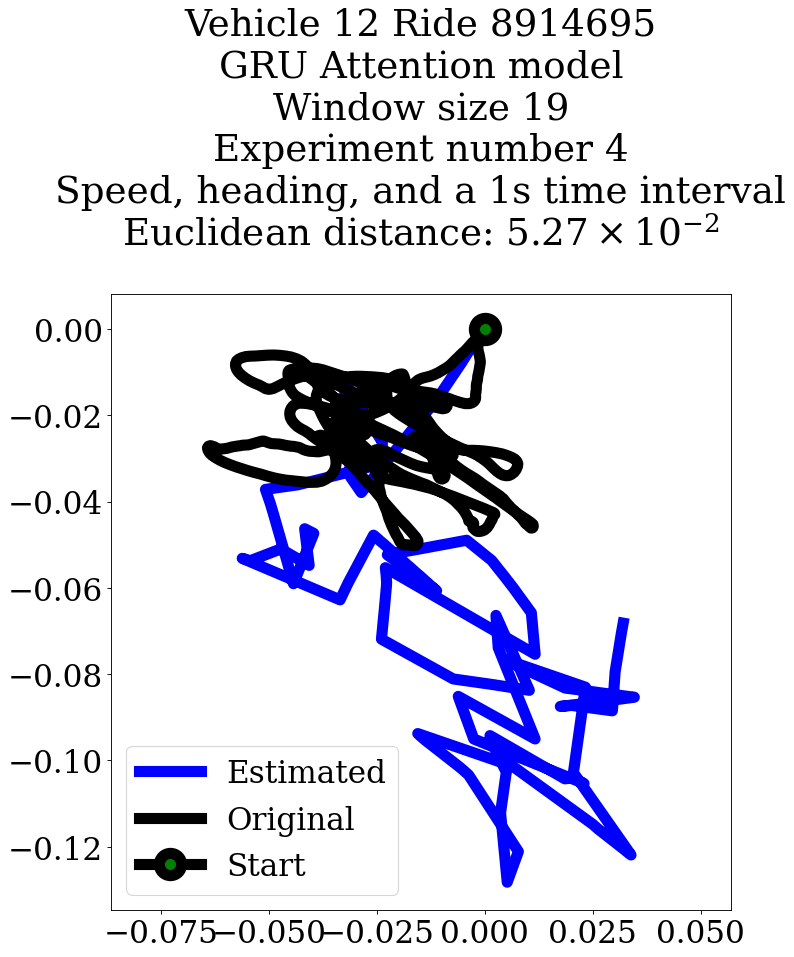 Vehicle 12 Ride 8914695
GRU Attention model
Window size 19
Experiment number 4
Speed, heading, and a 1s time interval
Euclidean distance: 5.27 × 10⁻²
0.00
−0.02
−0.04
−0.06
−0.08
−0.10
−0.12
Estimated
Original
Start
−0.075 −0.050 −0.025 0.000 0.025 0.050